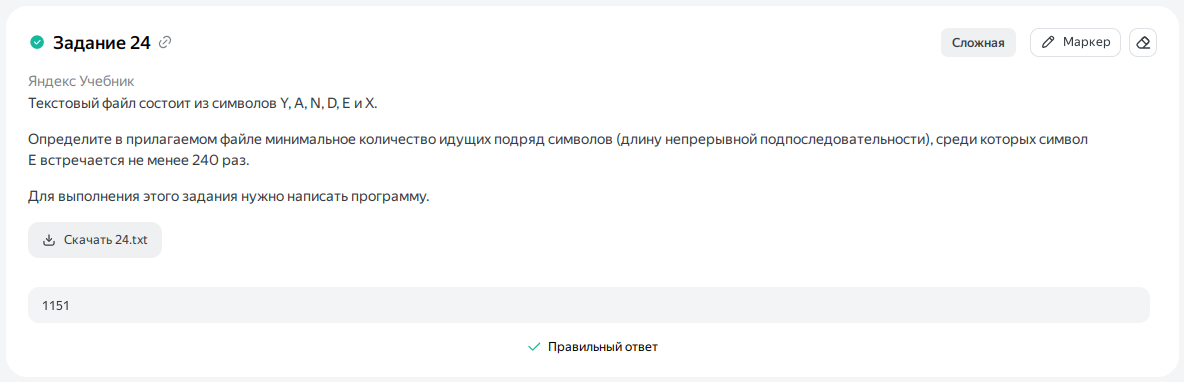 Задание 24
Сложная
Маркер
Яндекс Учебник
Текстовый файл состоит из символов Y, A, N, D, E и X.
Определите в прилагаемом файле минимальное количество идущих подряд символов (длину непрерывной подпоследовательности), среди которых символ
E встречается не менее 240 раз.
Для выполнения этого задания нужно написать программу.
Скачать 24.txt
1151
Правильный ответ